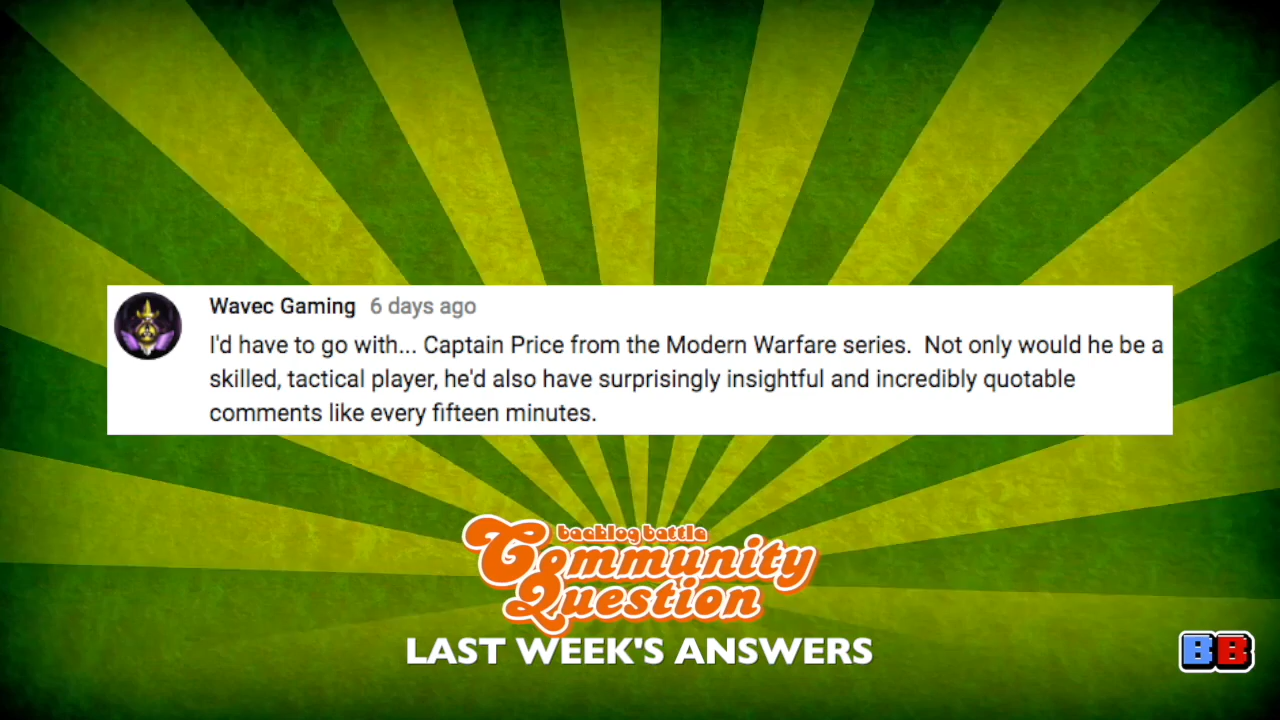 Wavec Gaming 6 days ago
I'd have to go with... Captain Price from the Modern Warfare series.  Not only would he be a
skilled, tactical player, he'd also have surprisingly insightful and incredibly quotable
comments like every fifteen minutes.
backlog battle
Community
Question
LAST WEEK'S ANSWERS
BB